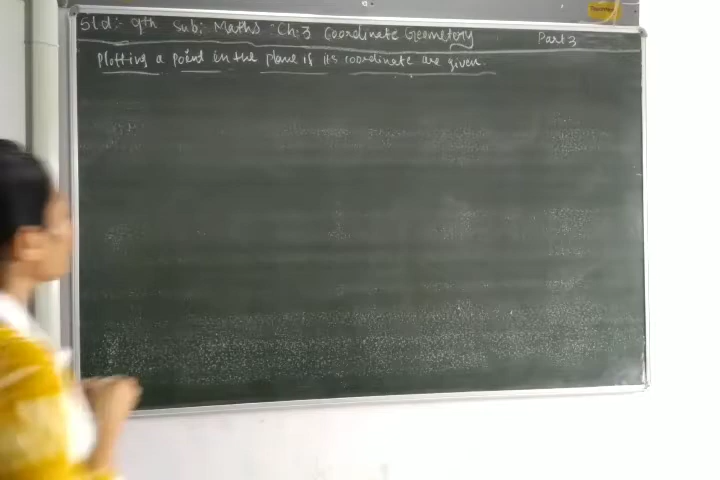 Std:- 9th Sub: Maths Ch:3 Coordinate Geometery Part 3
Plotting a point in the plane if its coordinate are given.